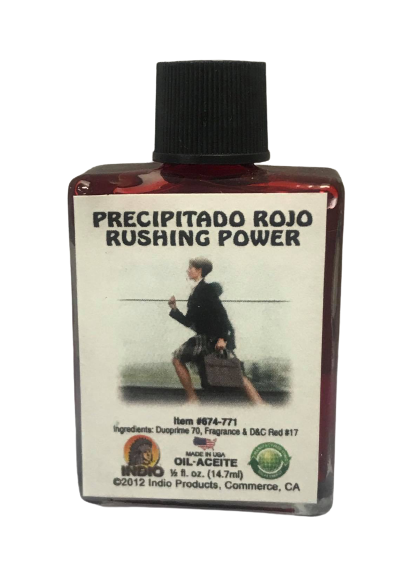 PRECIPITADO ROJO
RUSHING POWER
Item #674-771
Ingredients: Duoprime 70, Fragrance & D&C Red #17
MADE IN USA
INDIO
OIL-ACEITE
½ fl. oz. (14.7ml)
©2012 Indio Products, Commerce, CA